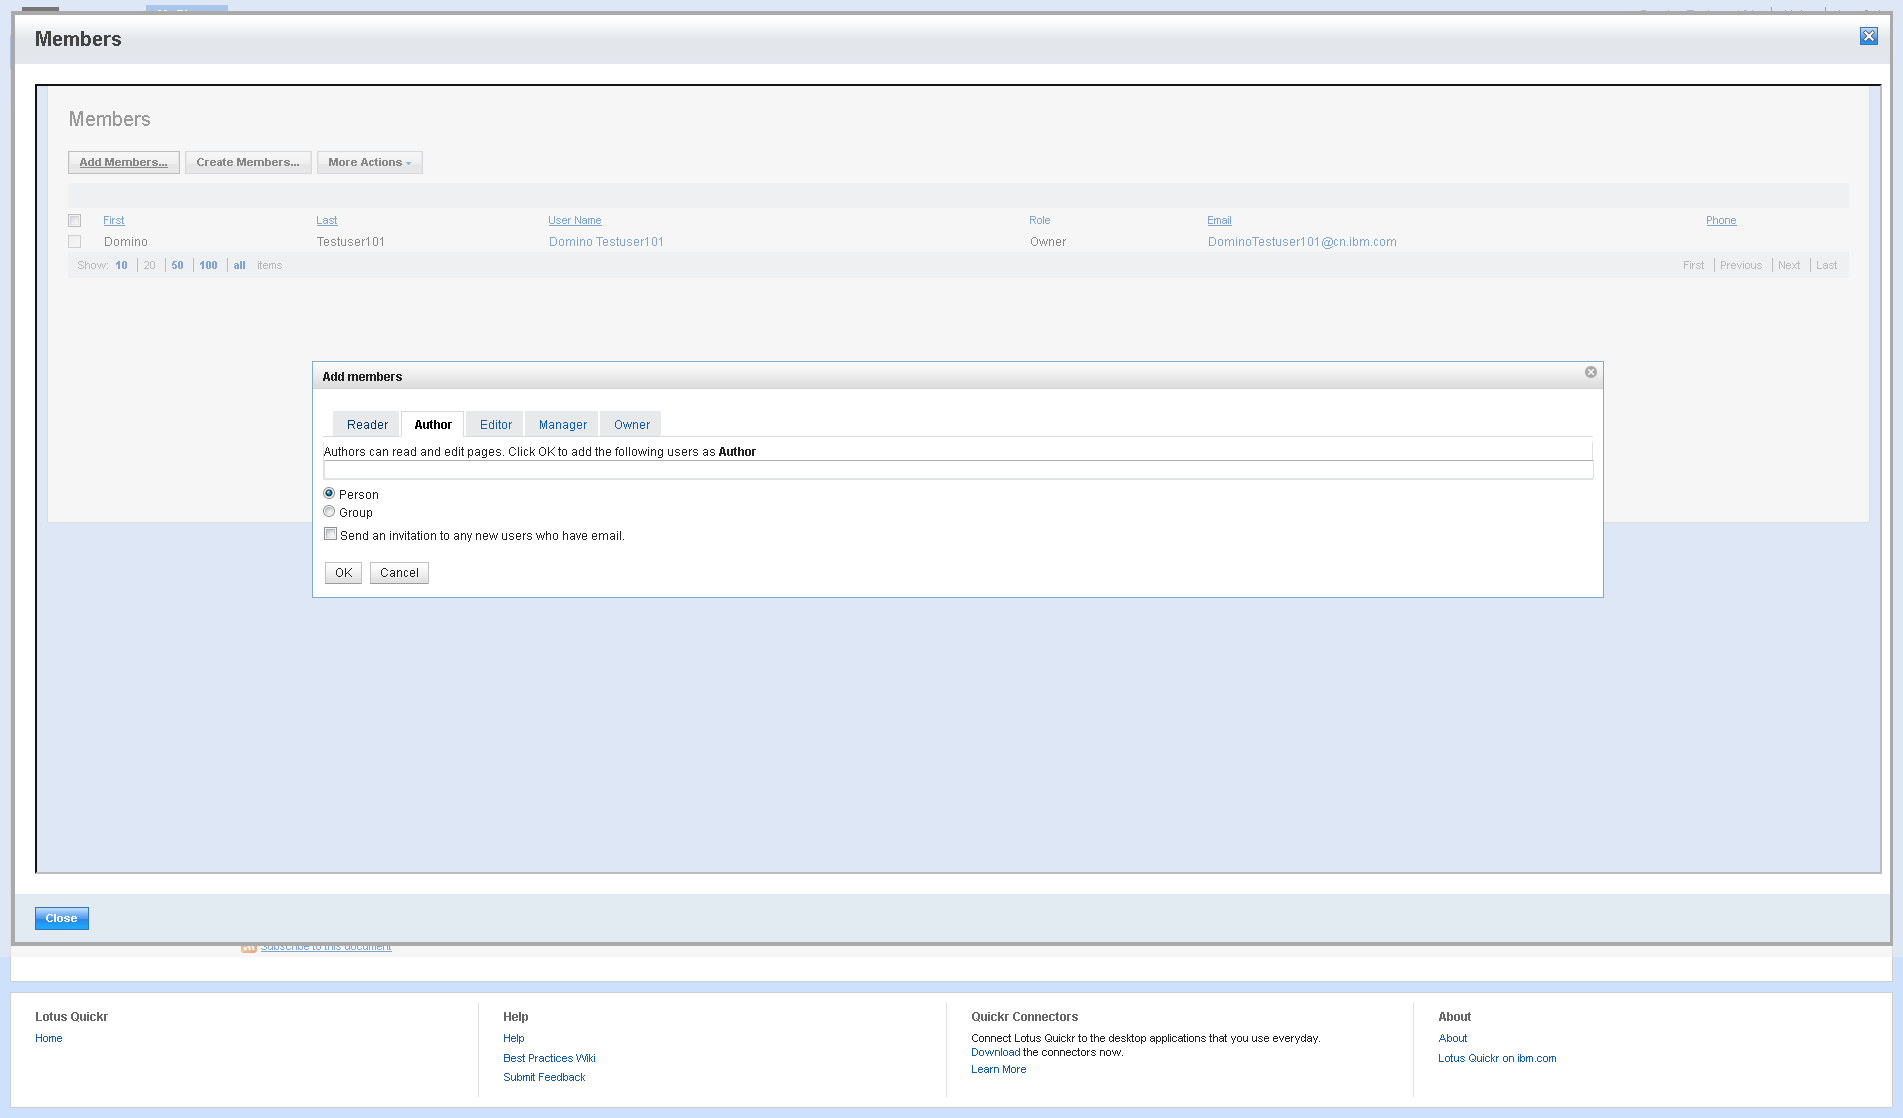 Members
Members
Add Members... Create Members... More Actions
First Last User Name Role Email Phone
Domino Testuser101 Domino Testuser101 Owner DominoTestuser101@cn.ibm.com
Show: 10 20 50 100 all items First Previous Next Last
Add members
Reader Author Editor Manager Owner
Authors can read and edit pages. Click OK to add the following users as Author
Person
Group
Send an invitation to any new users who have email.
OK Cancel
Close
Subscribe to this document
Lotus Quickr Help Quickr Connectors About
Home Help Connect Lotus Quickr to the desktop applications that you use everyday. About
Download the connectors now.
Best Practices Wiki Lotus Quickr on ibm.com
Learn More
Submit Feedback